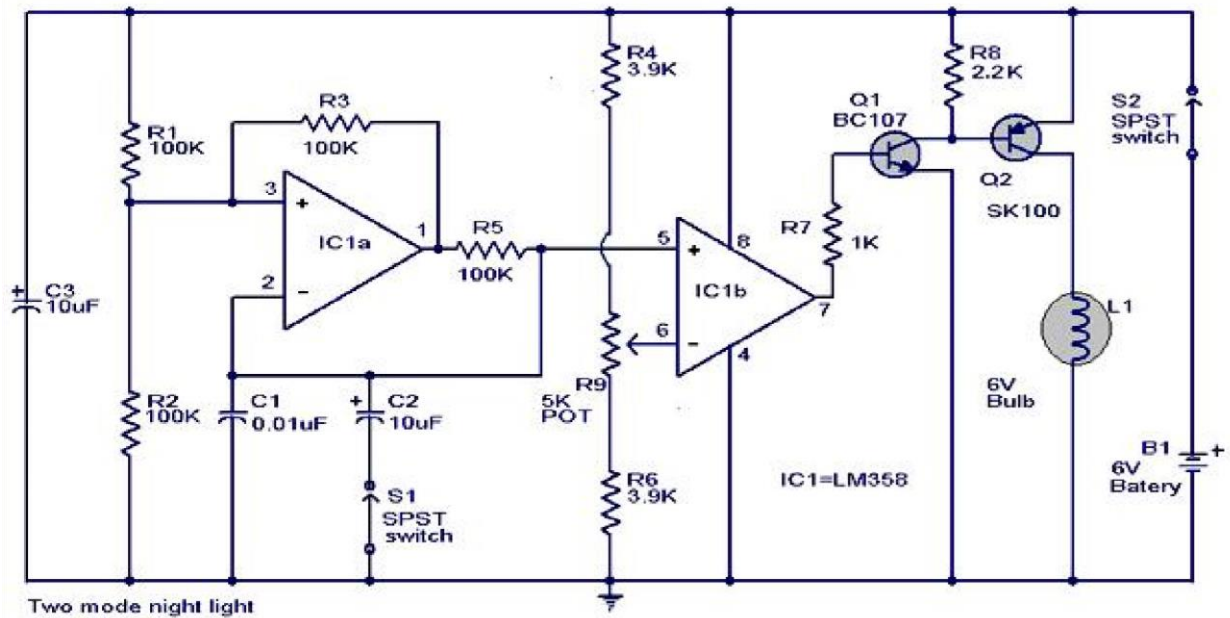 R4
3.9K
R8
2.2K
R3
100K
Q1
BC107
S2
SPST
switch
R1
100K
3
+
IC1a
1
R5
100K
2
-
Q2
SK100
R7
1K
5
+
8
IC1b
7
6
-
4
+
C3
10uF
L1
R9
5K
POT
6V
Bulb
R2
100K
C1
0.01uF
+
C2
10uF
B1
+
6V
Batery
R6
3.9K
IC1=LM358
S1
SPST
switch
Two mode night light